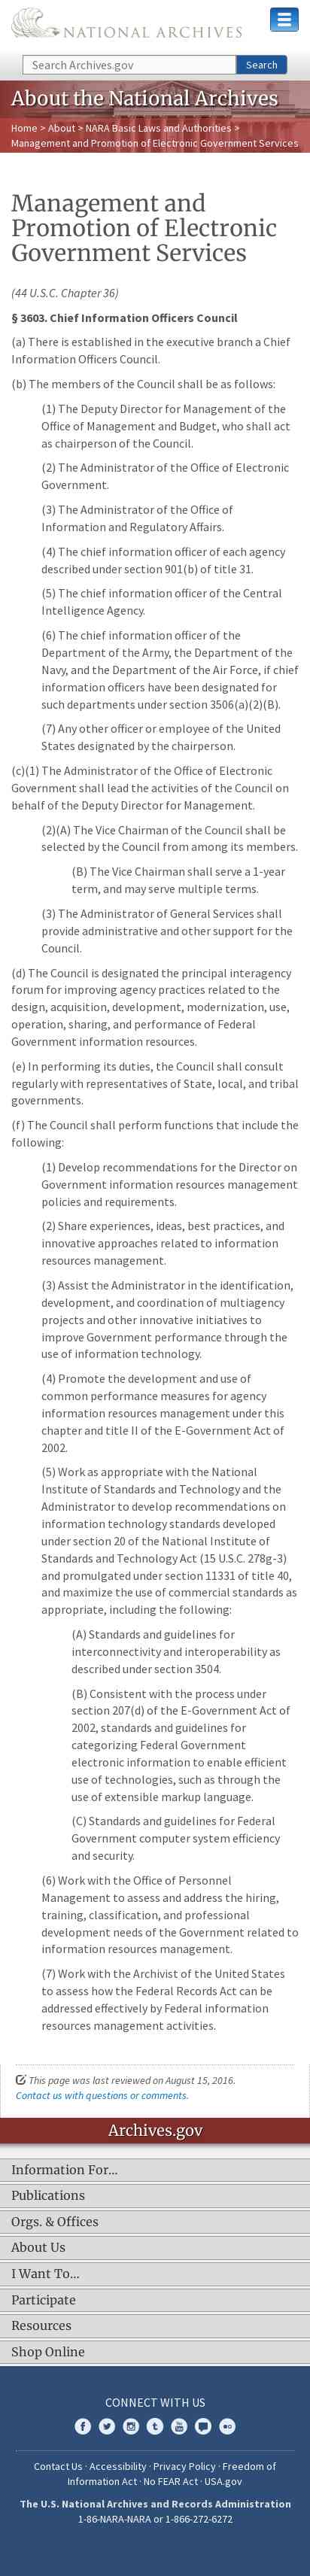 NATIONAL ARCHIVES
Search Archives.gov
Search
About the National Archives
Home > About > NARA Basic Laws and Authorities >
Management and Promotion of Electronic Government Services
Management and
Promotion of Electronic
Government Services
(44 U.S.C. Chapter 36)
§ 3603. Chief Information Officers Council
(a) There is established in the executive branch a Chief
Information Officers Council.
(b) The members of the Council shall be as follows:
(1) The Deputy Director for Management of the
Office of Management and Budget, who shall act
as chairperson of the Council.
(2) The Administrator of the Office of Electronic
Government.
(3) The Administrator of the Office of
Information and Regulatory Affairs.
(4) The chief information officer of each agency
described under section 901(b) of title 31.
(5) The chief information officer of the Central
Intelligence Agency.
(6) The chief information officer of the
Department of the Army, the Department of the
Navy, and the Department of the Air Force, if chief
information officers have been designated for
such departments under section 3506(a)(2)(B).
(7) Any other officer or employee of the United
States designated by the chairperson.
(c)(1) The Administrator of the Office of Electronic
Government shall lead the activities of the Council on
behalf of the Deputy Director for Management.
(2)(A) The Vice Chairman of the Council shall be
selected by the Council from among its members.
(B) The Vice Chairman shall serve a 1-year
term, and may serve multiple terms.
(3) The Administrator of General Services shall
provide administrative and other support for the
Council.
(d) The Council is designated the principal interagency
forum for improving agency practices related to the
design, acquisition, development, modernization, use,
operation, sharing, and performance of Federal
Government information resources.
(e) In performing its duties, the Council shall consult
regularly with representatives of State, local, and tribal
governments.
(f) The Council shall perform functions that include the
following:
(1) Develop recommendations for the Director on
Government information resources management
policies and requirements.
(2) Share experiences, ideas, best practices, and
innovative approaches related to information
resources management.
(3) Assist the Administrator in the identification,
development, and coordination of multiagency
projects and other innovative initiatives to
improve Government performance through the
use of information technology.
(4) Promote the development and use of
common performance measures for agency
information resources management under this
chapter and title II of the E-Government Act of
2002.
(5) Work as appropriate with the National
Institute of Standards and Technology and the
Administrator to develop recommendations on
information technology standards developed
under section 20 of the National Institute of
Standards and Technology Act (15 U.S.C. 278g-3)
and promulgated under section 11331 of title 40,
and maximize the use of commercial standards as
appropriate, including the following:
(A) Standards and guidelines for
interconnectivity and interoperability as
described under section 3504.
(B) Consistent with the process under
section 207(d) of the E-Government Act of
2002, standards and guidelines for
categorizing Federal Government
electronic information to enable efficient
use of technologies, such as through the
use of extensible markup language.
(C) Standards and guidelines for Federal
Government computer system efficiency
and security.
(6) Work with the Office of Personnel
Management to assess and address the hiring,
training, classification, and professional
development needs of the Government related to
information resources management.
(7) Work with the Archivist of the United States
to assess how the Federal Records Act can be
addressed effectively by Federal information
resources management activities.
This page was last reviewed on August 15, 2016.
Contact us with questions or comments.
Archives.gov
Information For...
Publications
Orgs. & Offices
About Us
I Want To...
Participate
Resources
Shop Online
CONNECT WITH US
Contact Us · Accessibility · Privacy Policy · Freedom of
Information Act · No FEAR Act · USA.gov
The U.S. National Archives and Records Administration
1-86-NARA-NARA or 1-866-272-6272